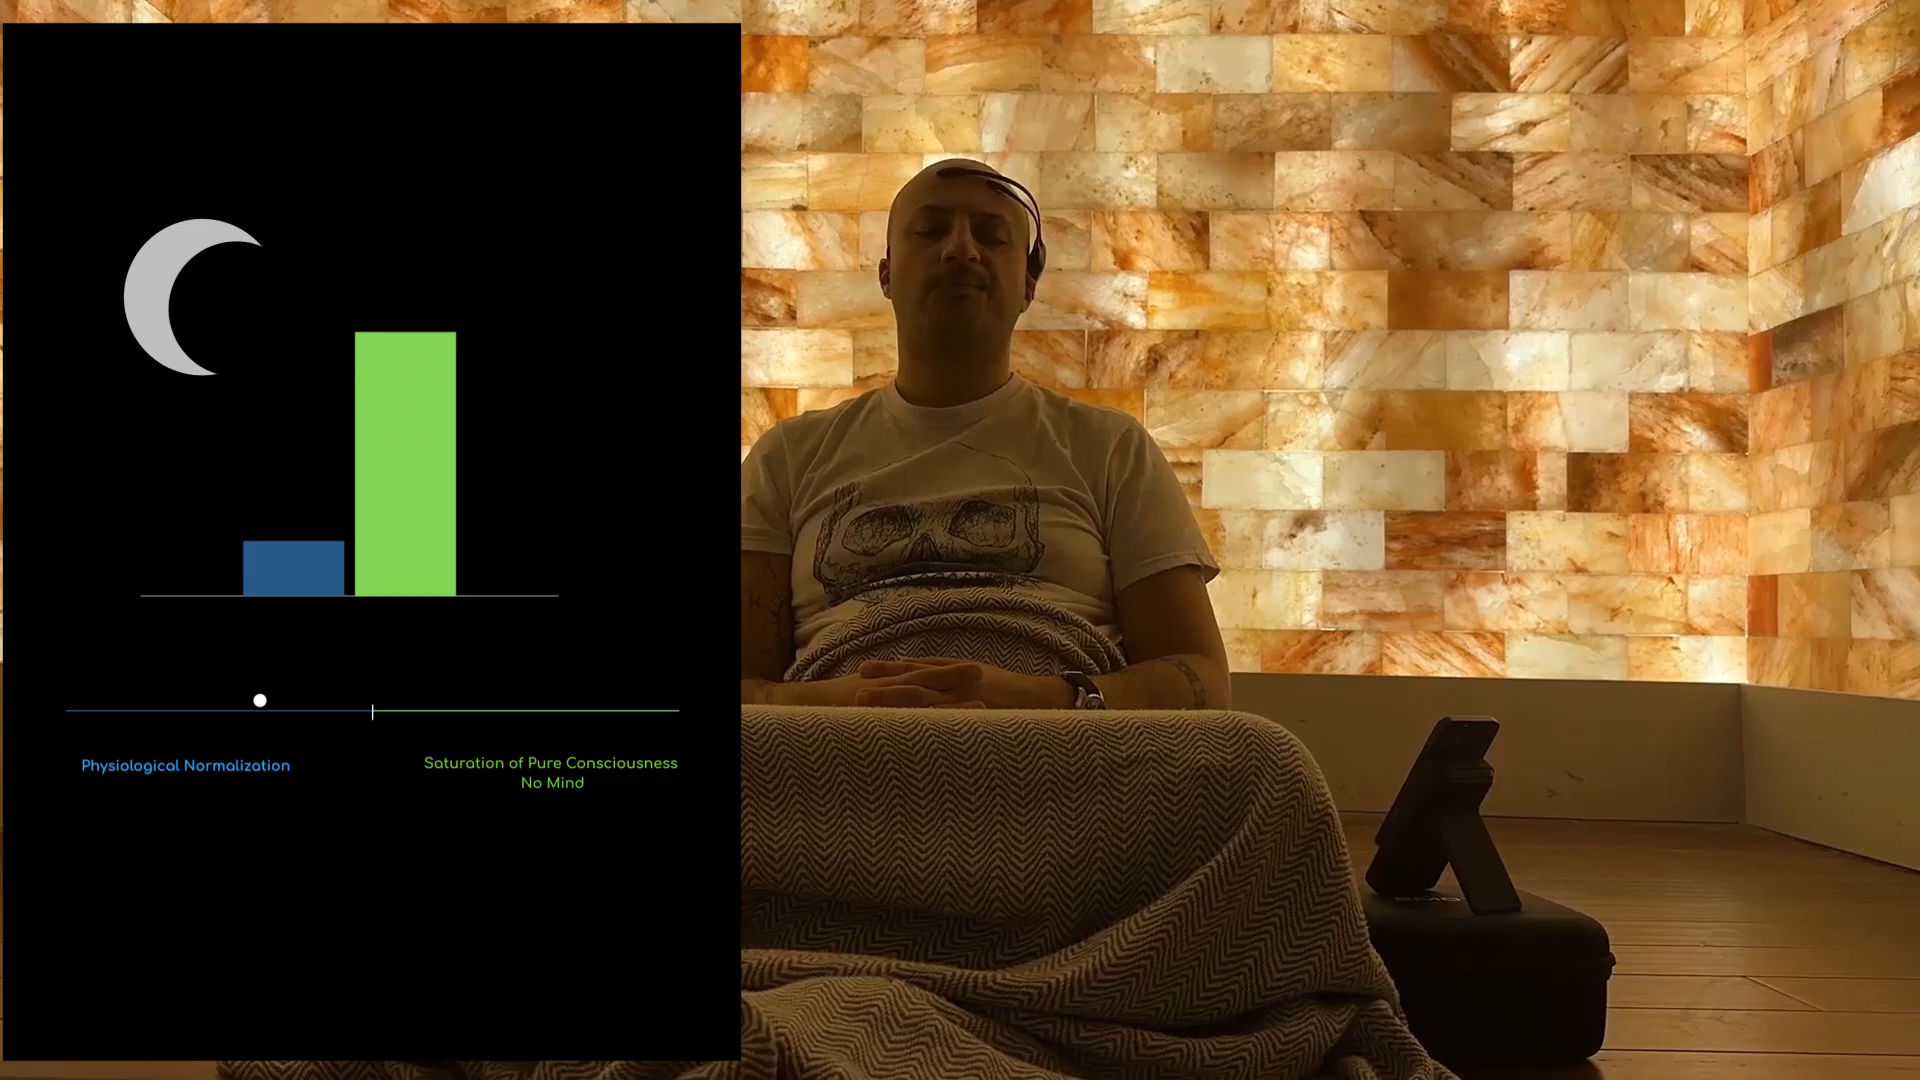 Physiological Normalization
Saturation of Pure Consciousness
No Mind